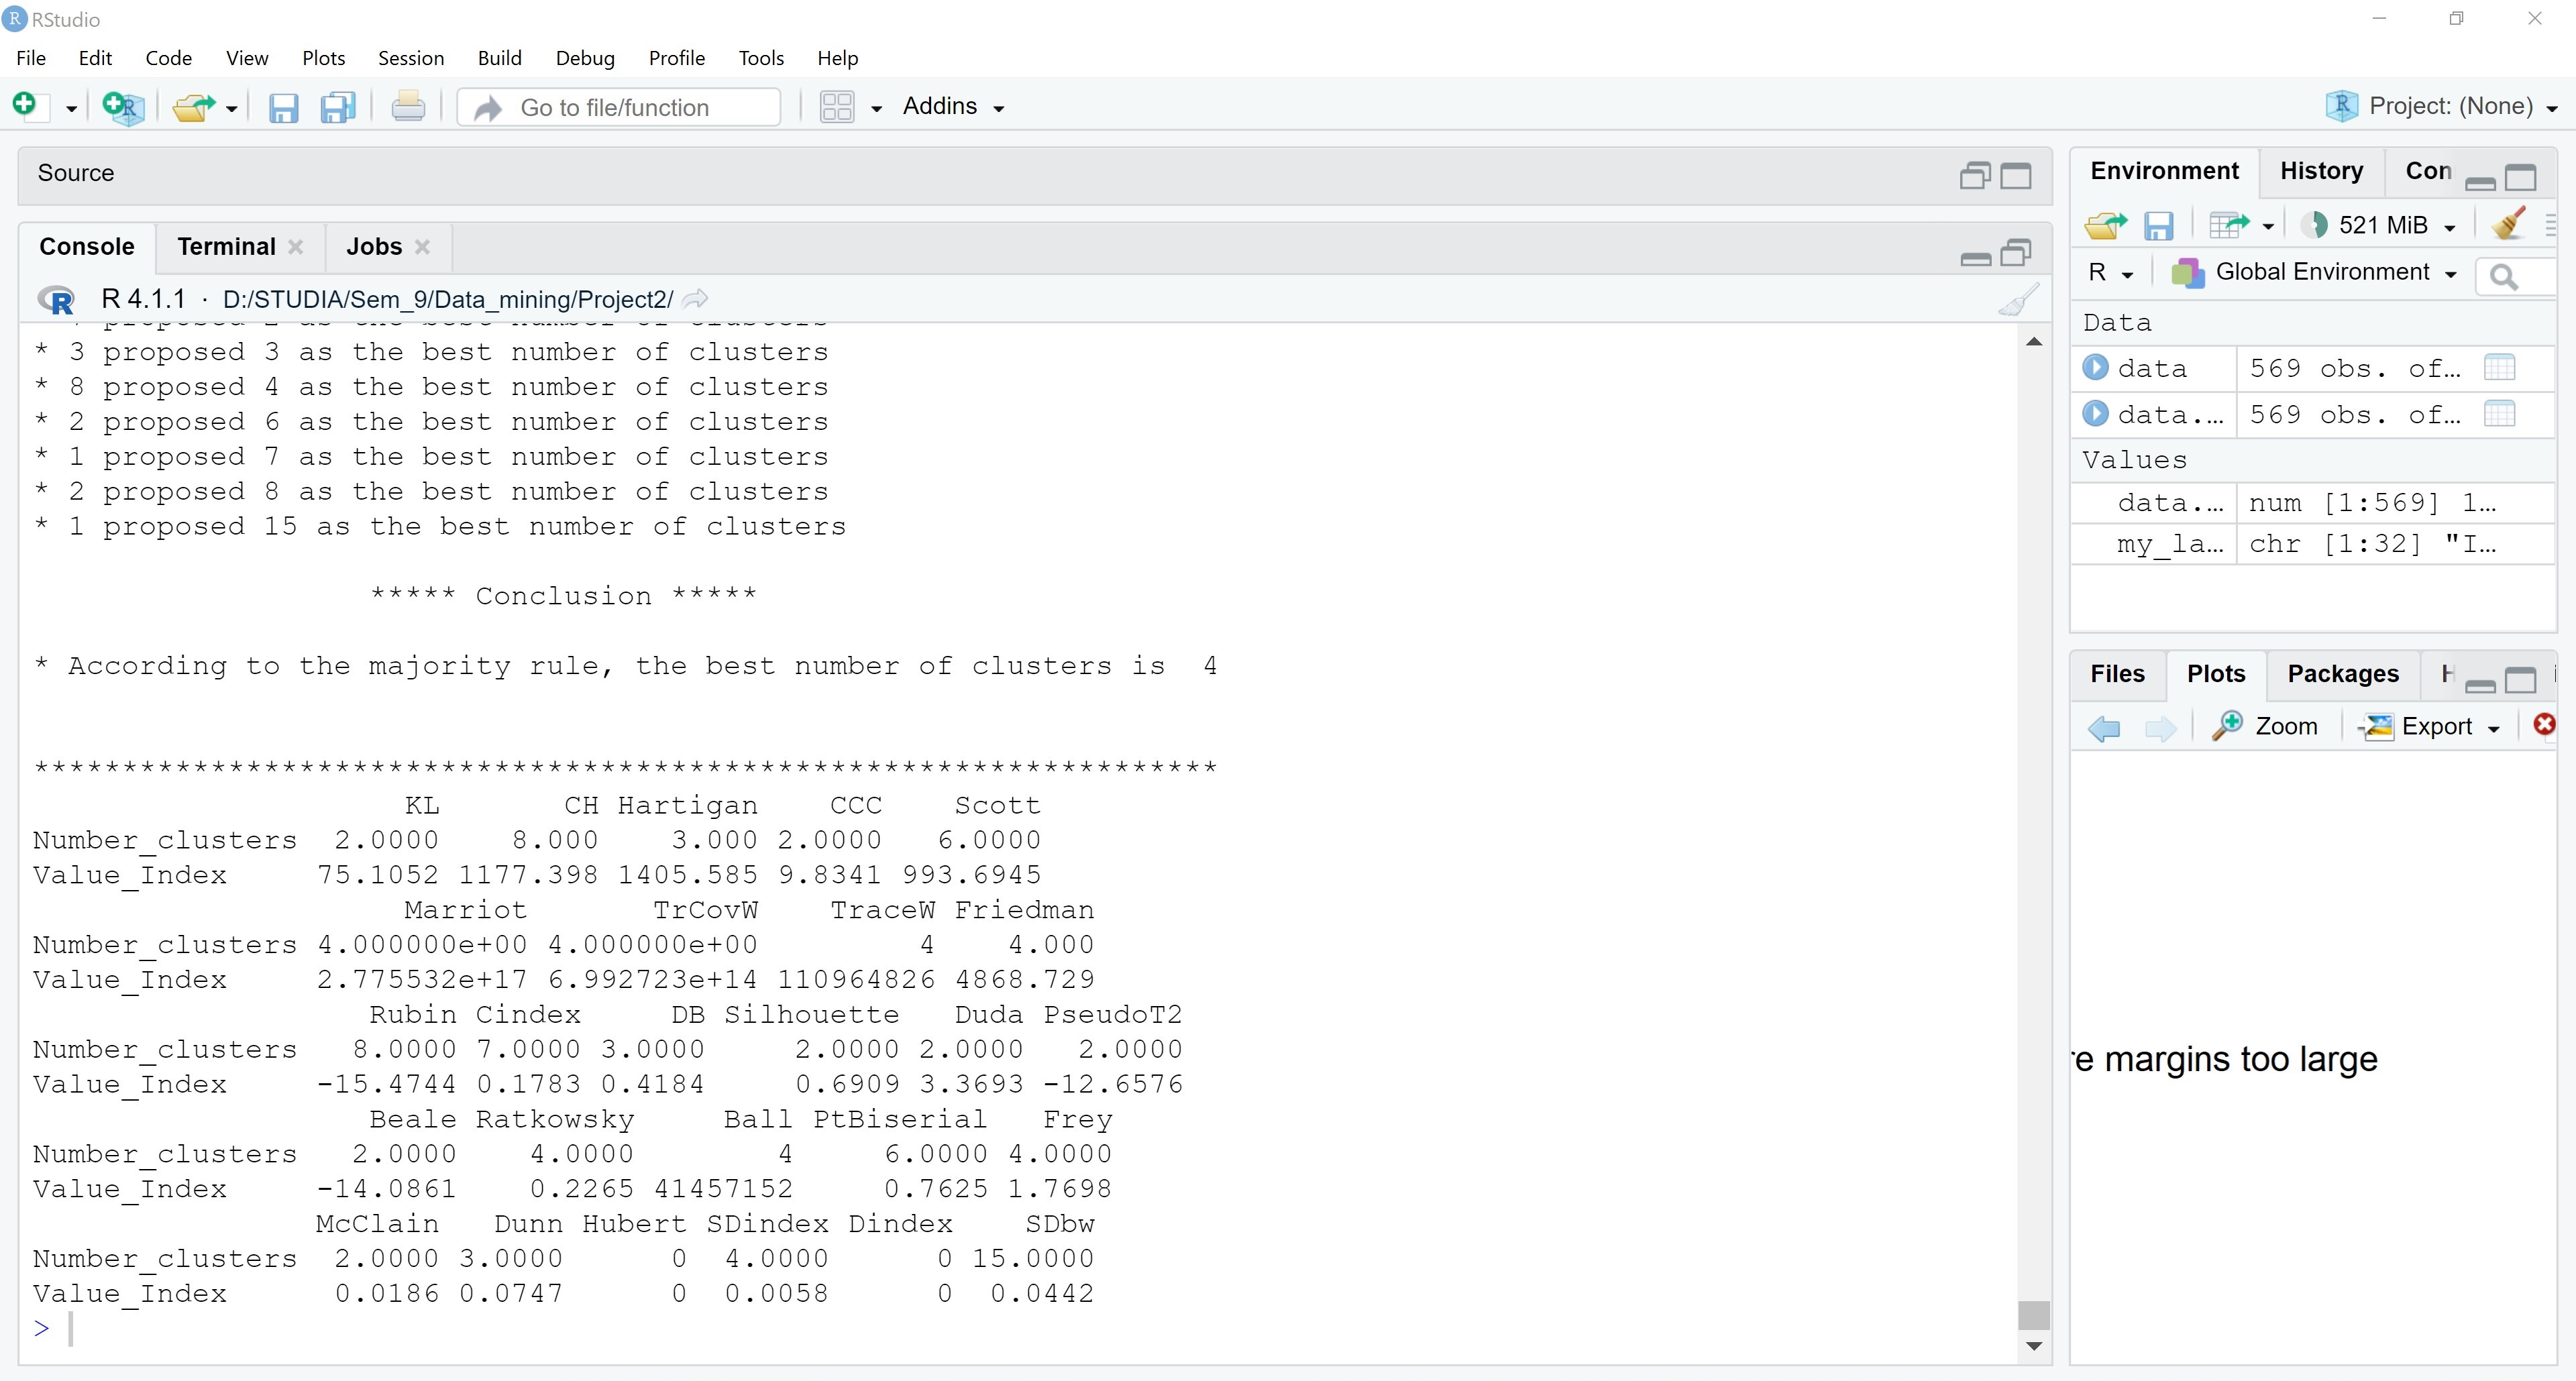 RStudio
File Edit Code View Plots Session Build Debug Profile Tools Help
Go to file/function Addins Project: (None)
Source
Console Terminal Jobs
R 4.1.1 · D:/STUDIA/Sem_9/Data_mining/Project2/
* 3 proposed 3 as the best number of clusters
* 8 proposed 4 as the best number of clusters
* 2 proposed 6 as the best number of clusters
* 1 proposed 7 as the best number of clusters
* 2 proposed 8 as the best number of clusters
* 1 proposed 15 as the best number of clusters
***** Conclusion *****
* According to the majority rule, the best number of clusters is 4
*******************************************************************
KL CH Hartigan CCC Scott
Number_clusters 2.0000 8.000 3.000 2.0000 6.0000
Value_Index 75.1052 1177.398 1405.585 9.8341 993.6945
Marriot TrCovW TraceW Friedman
Number_clusters 4.000000e+00 4.000000e+00 4 4.000
Value_Index 2.775532e+17 6.992723e+14 110964826 4868.729
Rubin Cindex DB Silhouette Duda PseudoT2
Number_clusters 8.0000 7.0000 3.0000 2.0000 2.0000 2.0000
Value_Index -15.4744 0.1783 0.4184 0.6909 3.3693 -12.6576
Beale Ratkowsky Ball PtBiserial Frey
Number_clusters 2.0000 4.0000 4 6.0000 4.0000
Value_Index -14.0861 0.2265 41457152 0.7625 1.7698
McClain Dunn Hubert SDindex Dindex SDbw
Number_clusters 2.0000 3.0000 0 4.0000 0 15.0000
Value_Index 0.0186 0.0747 0 0.0058 0 0.0442
>
Environment History Con
521 MiB
R Global Environment
Data
data 569 obs. of…
data.… 569 obs. of…
Values
data.… num [1:569] 1…
my_la… chr [1:32] "I…
Files Plots Packages
Zoom Export
re margins too large